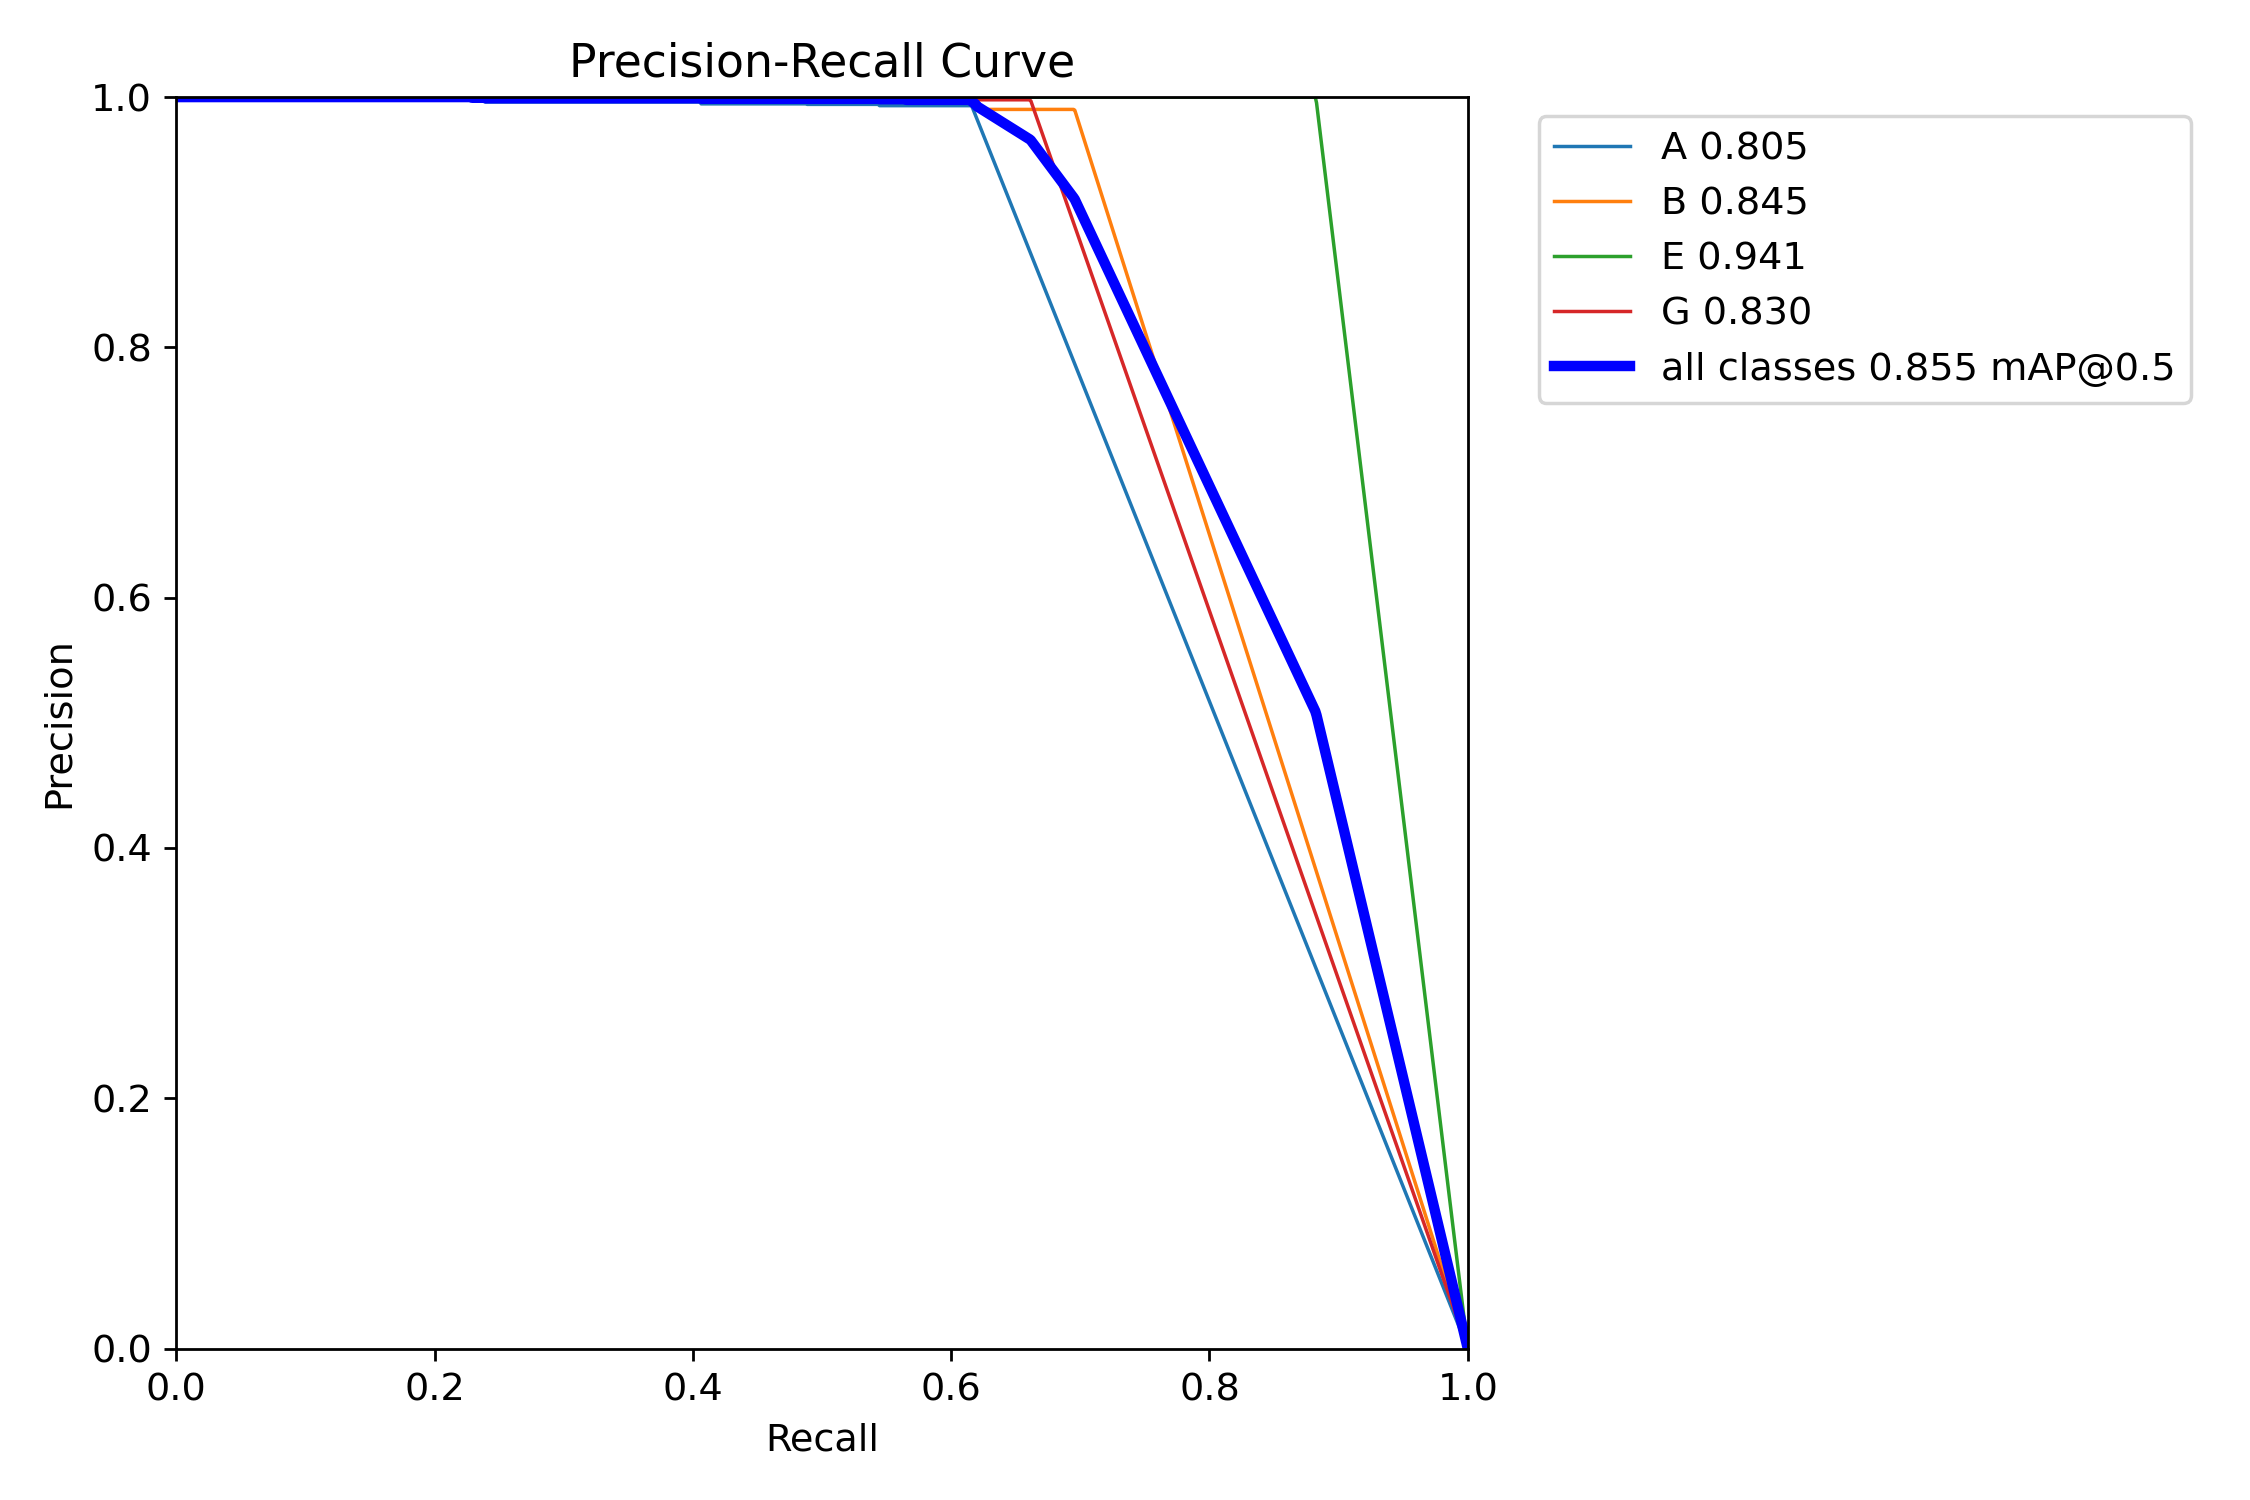 Precision-Recall Curve
A 0.805
B 0.845
E 0.941
G 0.830
all classes 0.855 mAP@0.5
Precision
1.0
0.8
0.6
0.4
0.2
0.0
0.0 0.2 0.4 0.6 0.8 1.0
Recall